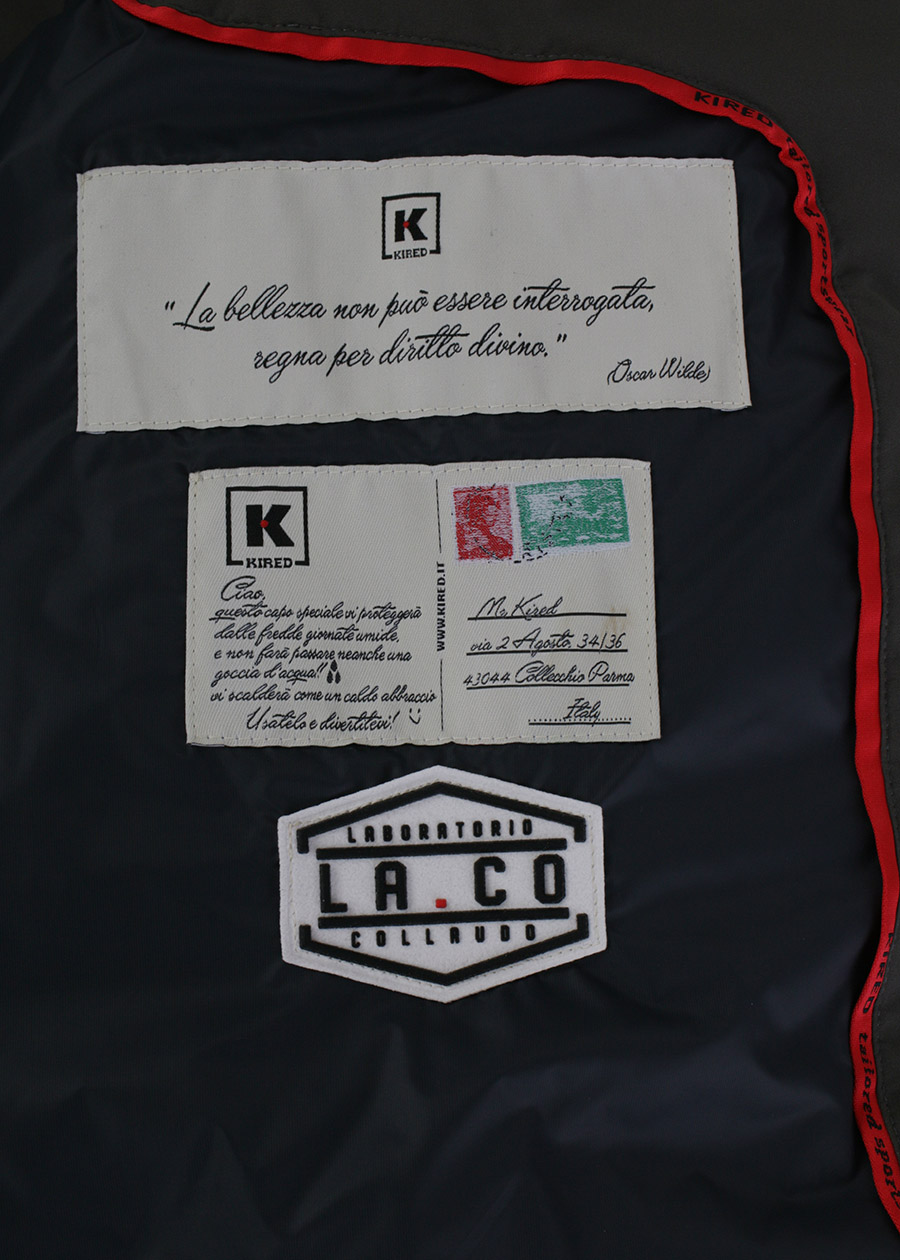 KIRED tailored sportswear
K
KIRED
"La bellezza non può essere interrogata,
regna per diritto divino."
(Oscar Wilde)
K
KIRED
Ciao,
questo capo speciale vi proteggerà
dalle fredde giornate umide,
e non farà passare neanche una
goccia d'acqua!!
vi scalderà come un caldo abbraccio
Usatelo e divertitevi!
WWW.KIRED.IT
Mr Kired
via 2 Agosto. 34/36
43044 Collecchio Parma
Italy
LABORATORIO
LA.CO
COLLAUDO
KIRED tailored spor